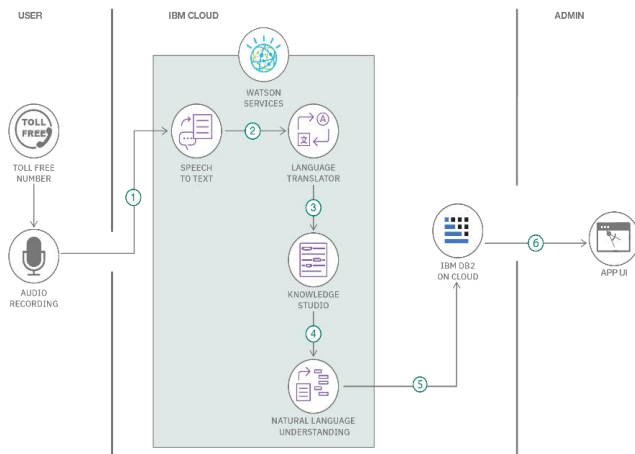 USER
IBM CLOUD
ADMIN
WATSON
SERVICES
TOLL
FREE
TOLL FREE
NUMBER
1
AUDIO
RECORDING
SPEECH
TO TEXT
2
A
文
LANGUAGE
TRANSLATOR
3
KNOWLEDGE
STUDIO
4
NATURAL LANGUAGE
UNDERSTANDING
5
IBM DB2
ON CLOUD
6
APP UI